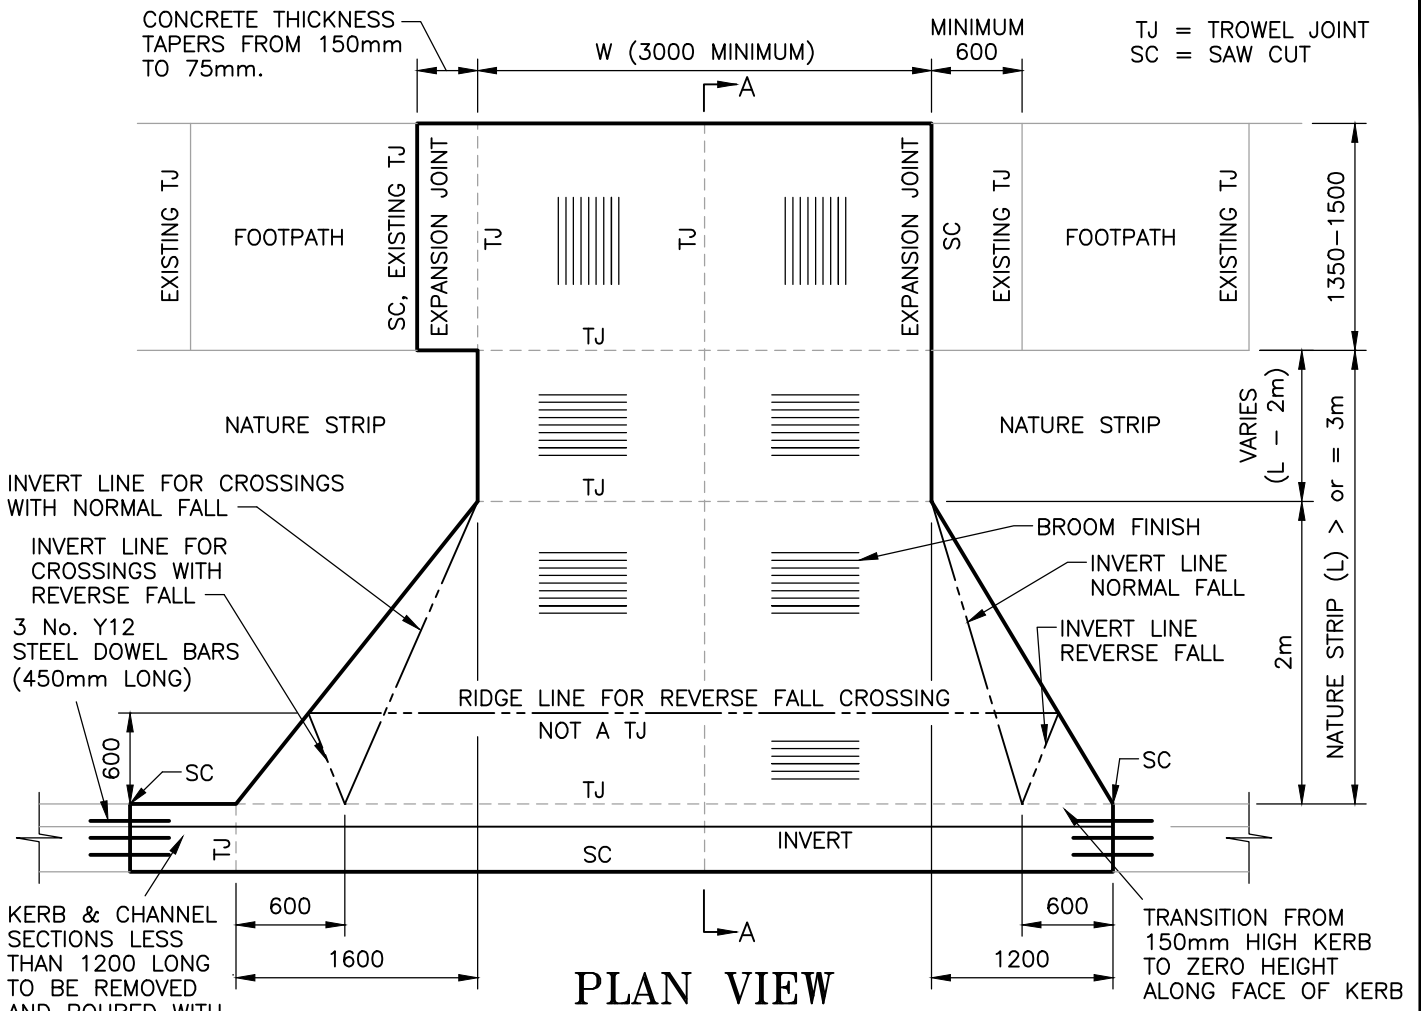 CONCRETE THICKNESS
TAPERS FROM 150mm
TO 75mm.
W (3000 MINIMUM)
MINIMUM
600
TJ = TROWEL JOINT
SC = SAW CUT
A
EXISTING TJ
FOOTPATH
SC, EXISTING TJ
EXPANSION JOINT
TJ
TJ
TJ
EXPANSION JOINT
SC
EXISTING TJ
FOOTPATH
EXISTING TJ
1350-1500
NATURE STRIP
NATURE STRIP
VARIES
(L - 2m)
NATURE STRIP (L) > or = 3m
INVERT LINE FOR CROSSINGS
WITH NORMAL FALL
TJ
INVERT LINE FOR
CROSSINGS WITH
REVERSE FALL
BROOM FINISH
INVERT LINE
NORMAL FALL
3 No. Y12
STEEL DOWEL BARS
(450mm LONG)
INVERT LINE
REVERSE FALL
2m
RIDGE LINE FOR REVERSE FALL CROSSING
NOT A TJ
600
SC
TJ
SC
TJ
SC
INVERT
KERB & CHANNEL
SECTIONS LESS
THAN 1200 LONG
TO BE REMOVED
AND POURED WITH
600
1600
A
PLAN VIEW
600
1200
TRANSITION FROM
150mm HIGH KERB
TO ZERO HEIGHT
ALONG FACE OF KERB